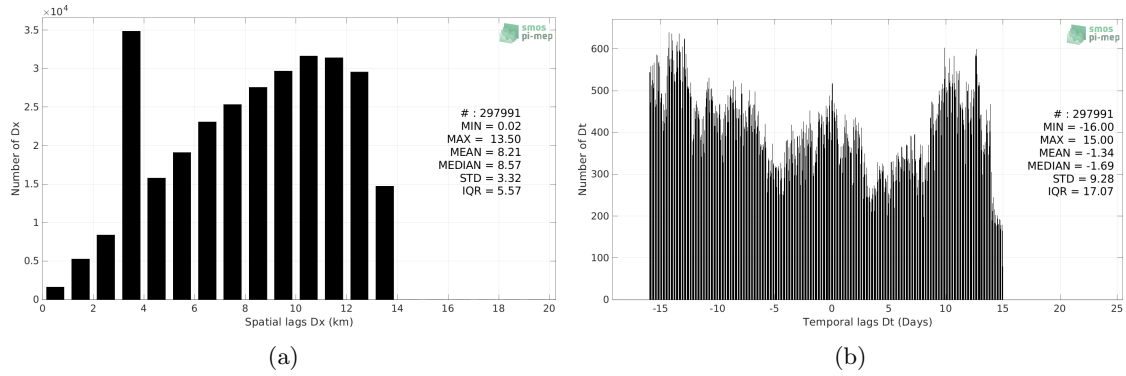 ×10⁴
3.5
3
2.5
2
1.5
1
0.5
0
Number of Dx
0 2 4 6 8 10 12 14 16 18 20
Spatial lags Dx (km)
smos
pi-mep
# : 297991
MIN = 0.02
MAX = 13.50
MEAN = 8.21
MEDIAN = 8.57
STD = 3.32
IQR = 5.57
(a)
600
500
400
300
200
100
0
Number of Dt
-15 -10 -5 0 5 10 15 20 25
Temporal lags Dt (Days)
smos
pi-mep
# : 297991
MIN = -16.00
MAX = 15.00
MEAN = -1.34
MEDIAN = -1.69
STD = 9.28
IQR = 17.07
(b)